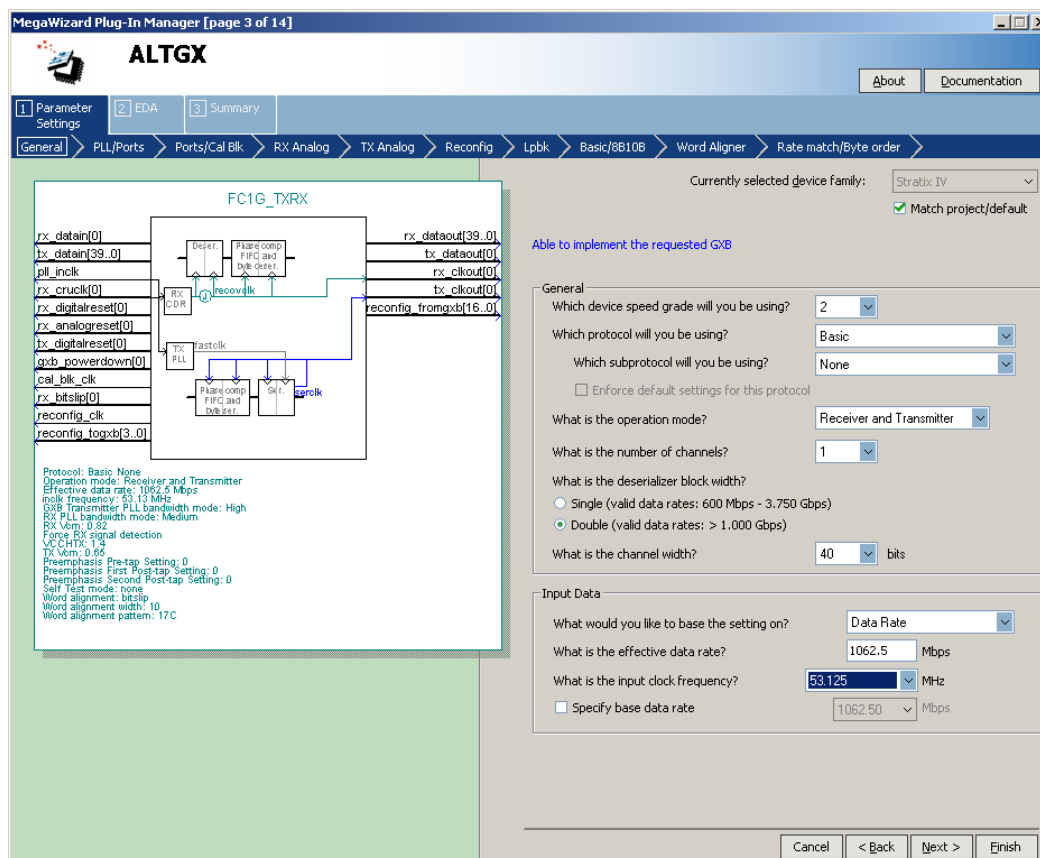 MegaWizard Plug-In Manager [page 3 of 14]
ALTGX
About
Documentation
1 Parameter Settings
2 EDA
3 Summary
General
PLL/Ports
Ports/Cal Blk
RX Analog
TX Analog
Reconfig
Lpbk
Basic/8B10B
Word Aligner
Rate match/Byte order
FC1G_TXRX
rx_datain[0]
tx_datain[39..0]
pll_inclk
rx_cruclk[0]
rx_digitalreset[0]
rx_analogreset[0]
tx_digitalreset[0]
gxb_powerdown[0]
cal_blk_clk
rx_bitslip[0]
reconfig_clk
reconfig_togxb[3..0]
Deser.
Phase comp FIFO and byte deser.
RX CDR
recovclk
TX PLL
fastclk
Phase comp FIFO and byte ser.
Ser.
serclk
rx_dataout[39..0]
tx_dataout[0]
rx_clkout[0]
tx_clkout[0]
reconfig_fromgxb[16..0]
Protocol: Basic None
Operation mode: Receiver and Transmitter
Effective data rate: 1062.5 Mbps
inclk frequency: 53.13 MHz
GXB Transmitter PLL bandwidth mode: High
RX PLL bandwidth mode: Medium
RX Vcm: 0.82
Force RX signal detection
VCCHTX: 1.4
TX Vcm: 0.65
Preemphasis Pre-tap Setting: 0
Preemphasis First Post-tap Setting: 0
Preemphasis Second Post-tap Setting: 0
Self Test mode: none
Word alignment: bitslip
Word alignment width: 10
Word alignment pattern: 17C
Currently selected device family: Stratix IV
Match project/default
Able to implement the requested GXB
General
Which device speed grade will you be using? 2
Which protocol will you be using? Basic
Which subprotocol will you be using? None
Enforce default settings for this protocol
What is the operation mode? Receiver and Transmitter
What is the number of channels? 1
What is the deserializer block width?
Single (valid data rates: 600 Mbps - 3.750 Gbps)
Double (valid data rates: > 1.000 Gbps)
What is the channel width? 40 bits
Input Data
What would you like to base the setting on? Data Rate
What is the effective data rate? 1062.5 Mbps
What is the input clock frequency? 53.125 MHz
Specify base data rate 1062.50 Mbps
Cancel
< Back
Next >
Finish